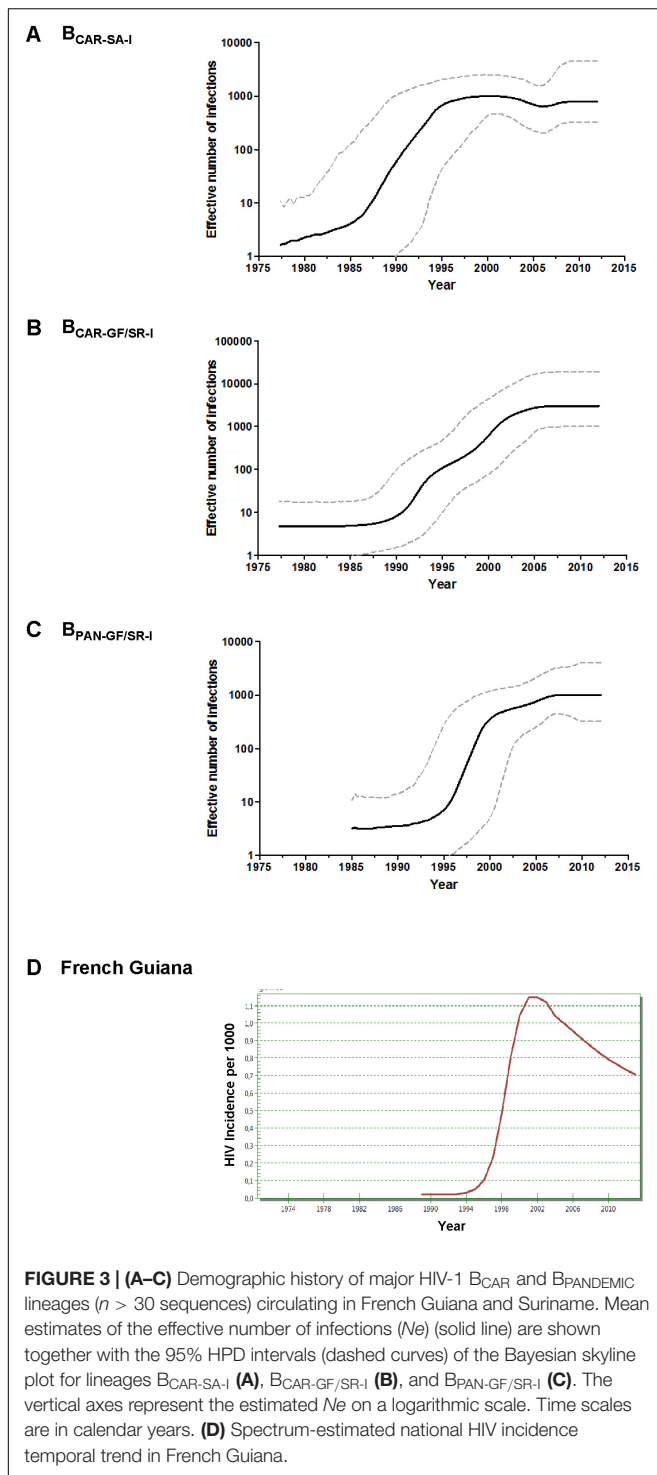 A B_CAR-SA-I
10000
1000
100
10
1
Effective number of infections
1975 1980 1985 1990 1995 2000 2005 2010 2015
Year
B B_CAR-GF/SR-I
100000
10000
1000
100
10
1
Effective number of infections
1975 1980 1985 1990 1995 2000 2005 2010 2015
Year
C B_PAN-GF/SR-I
10000
1000
100
10
1
Effective number of infections
1975 1980 1985 1990 1995 2000 2005 2010 2015
Year
D French Guiana
1,1
1,0
0,9
0,8
0,7
0,6
0,5
0,4
0,3
0,2
0,1
0,0
HIV Incidence per 1000
1974 1978 1982 1986 1990 1994 1998 2002 2006 2010
Year
FIGURE 3 | (A–C) Demographic history of major HIV-1 B_CAR and B_PANDEMIC
lineages (n > 30 sequences) circulating in French Guiana and Suriname. Mean
estimates of the effective number of infections (Ne) (solid line) are shown
together with the 95% HPD intervals (dashed curves) of the Bayesian skyline
plot for lineages B_CAR-SA-I (A), B_CAR-GF/SR-I (B), and B_PAN-GF/SR-I (C). The
vertical axes represent the estimated Ne on a logarithmic scale. Time scales
are in calendar years. (D) Spectrum-estimated national HIV incidence
temporal trend in French Guiana.